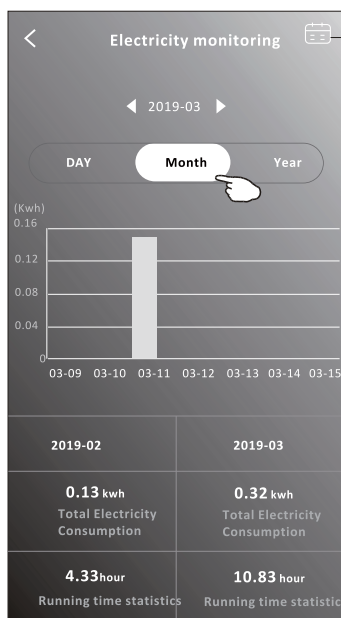 Electricity monitoring
2019-03
DAY Month Year
(Kwh)
0.16
0.12
0.08
0.04
0
03-09 03-10 03-11 03-12 03-13 03-14 03-15
2019-02 2019-03
0.13 kwh 0.32 kwh
Total Electricity Total Electricity
Consumption Consumption
4.33hour 10.83 hour
Running time statistics Running time statistic